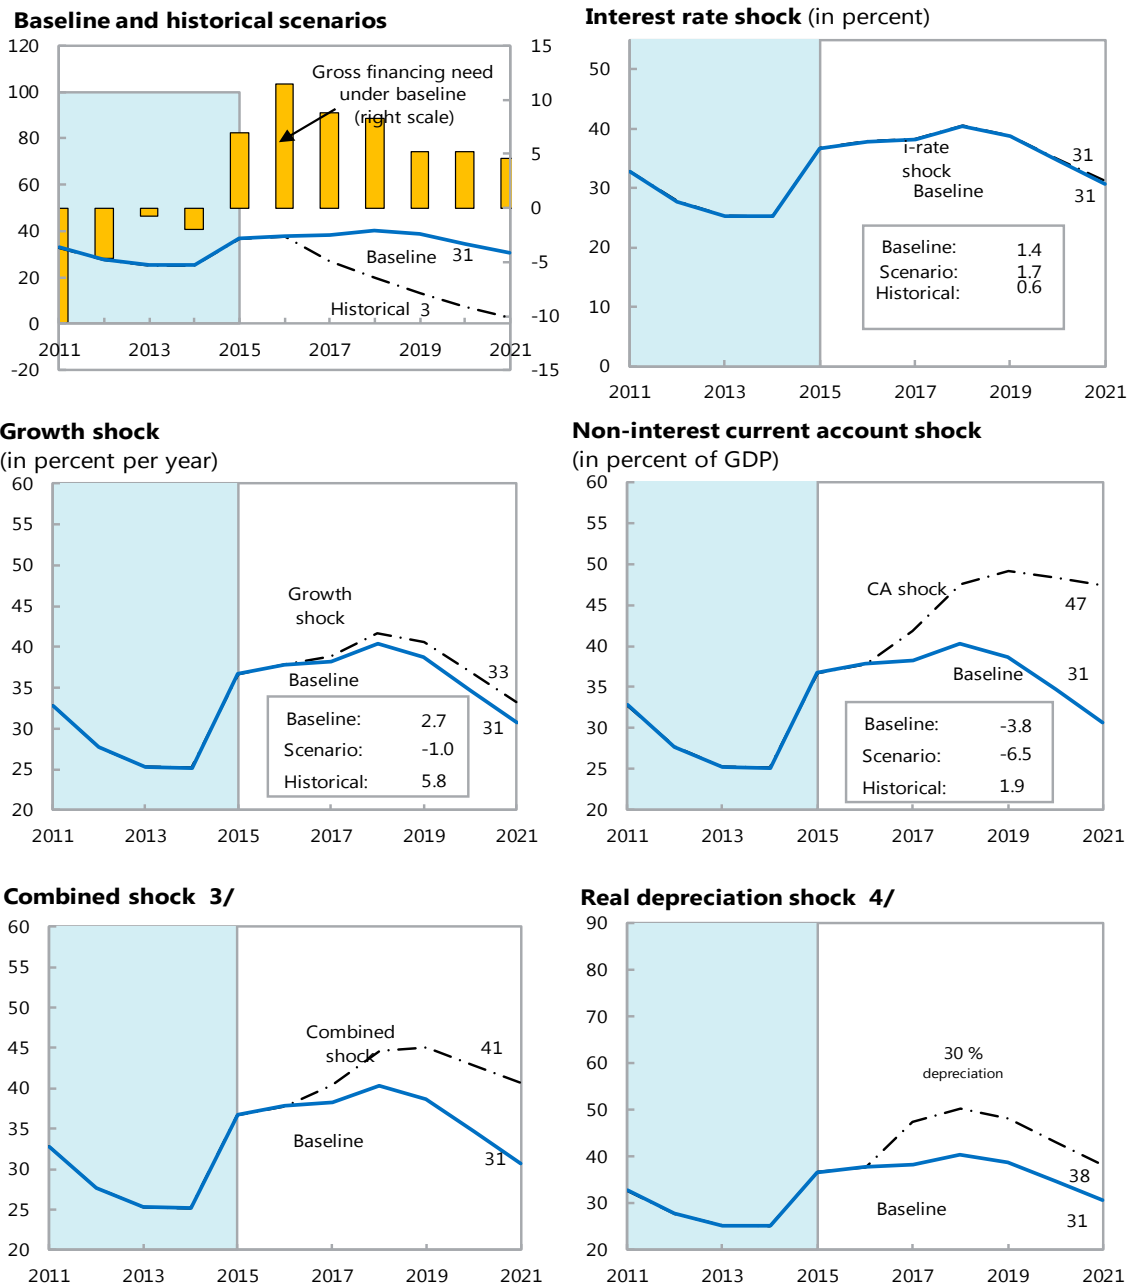 Baseline and historical scenarios
120
100
80
60
40
20
0
-20
15
10
5
0
-5
-10
-15
Gross financing need
under baseline
(right scale)
Baseline 31
Historical 3
2011 2013 2015 2017 2019 2021
Interest rate shock (in percent)
50
40
30
20
10
0
i-rate
shock
Baseline
31
31
Baseline: 1.4
Scenario: 1.7
Historical: 0.6
2011 2013 2015 2017 2019 2021
Growth shock
(in percent per year)
60
55
50
45
40
35
30
25
20
Growth
shock
Baseline
33
31
Baseline: 2.7
Scenario: -1.0
Historical: 5.8
2011 2013 2015 2017 2019 2021
Non-interest current account shock
(in percent of GDP)
60
55
50
45
40
35
30
25
20
CA shock
47
Baseline 31
Baseline: -3.8
Scenario: -6.5
Historical: 1.9
2011 2013 2015 2017 2019 2021
Combined shock 3/
60
55
50
45
40
35
30
25
20
Combined
shock
41
Baseline
31
2011 2013 2015 2017 2019 2021
Real depreciation shock 4/
90
80
70
60
50
40
30
20
30 %
depreciation
38
Baseline
31
2011 2013 2015 2017 2019 2021